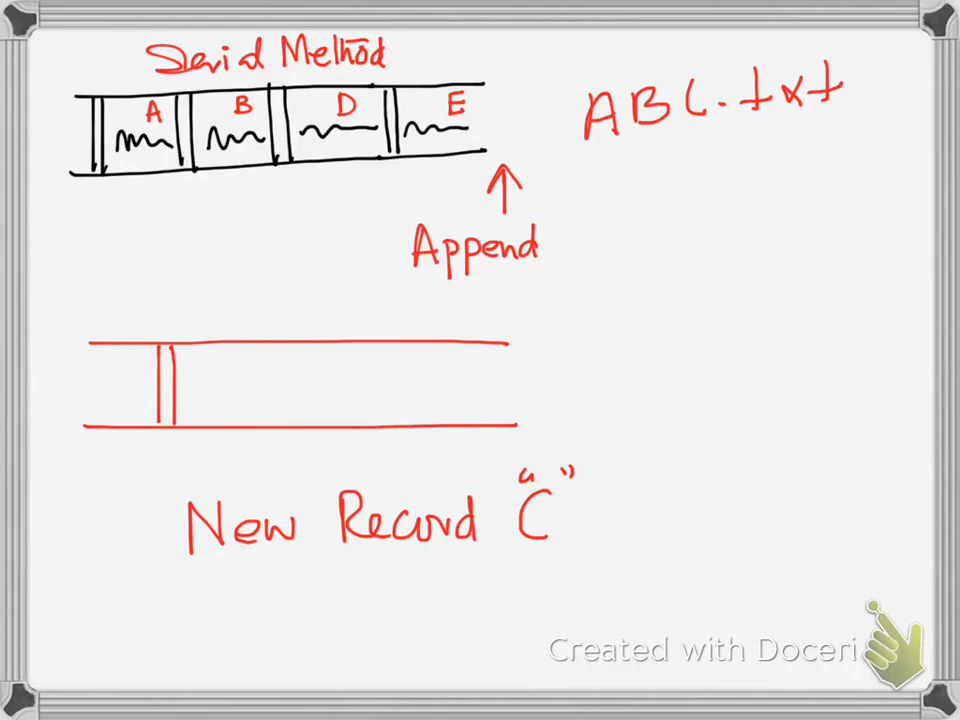 Serial Method
A B D E
ABC.txt
Append
New Record "C"
Created with Doceri